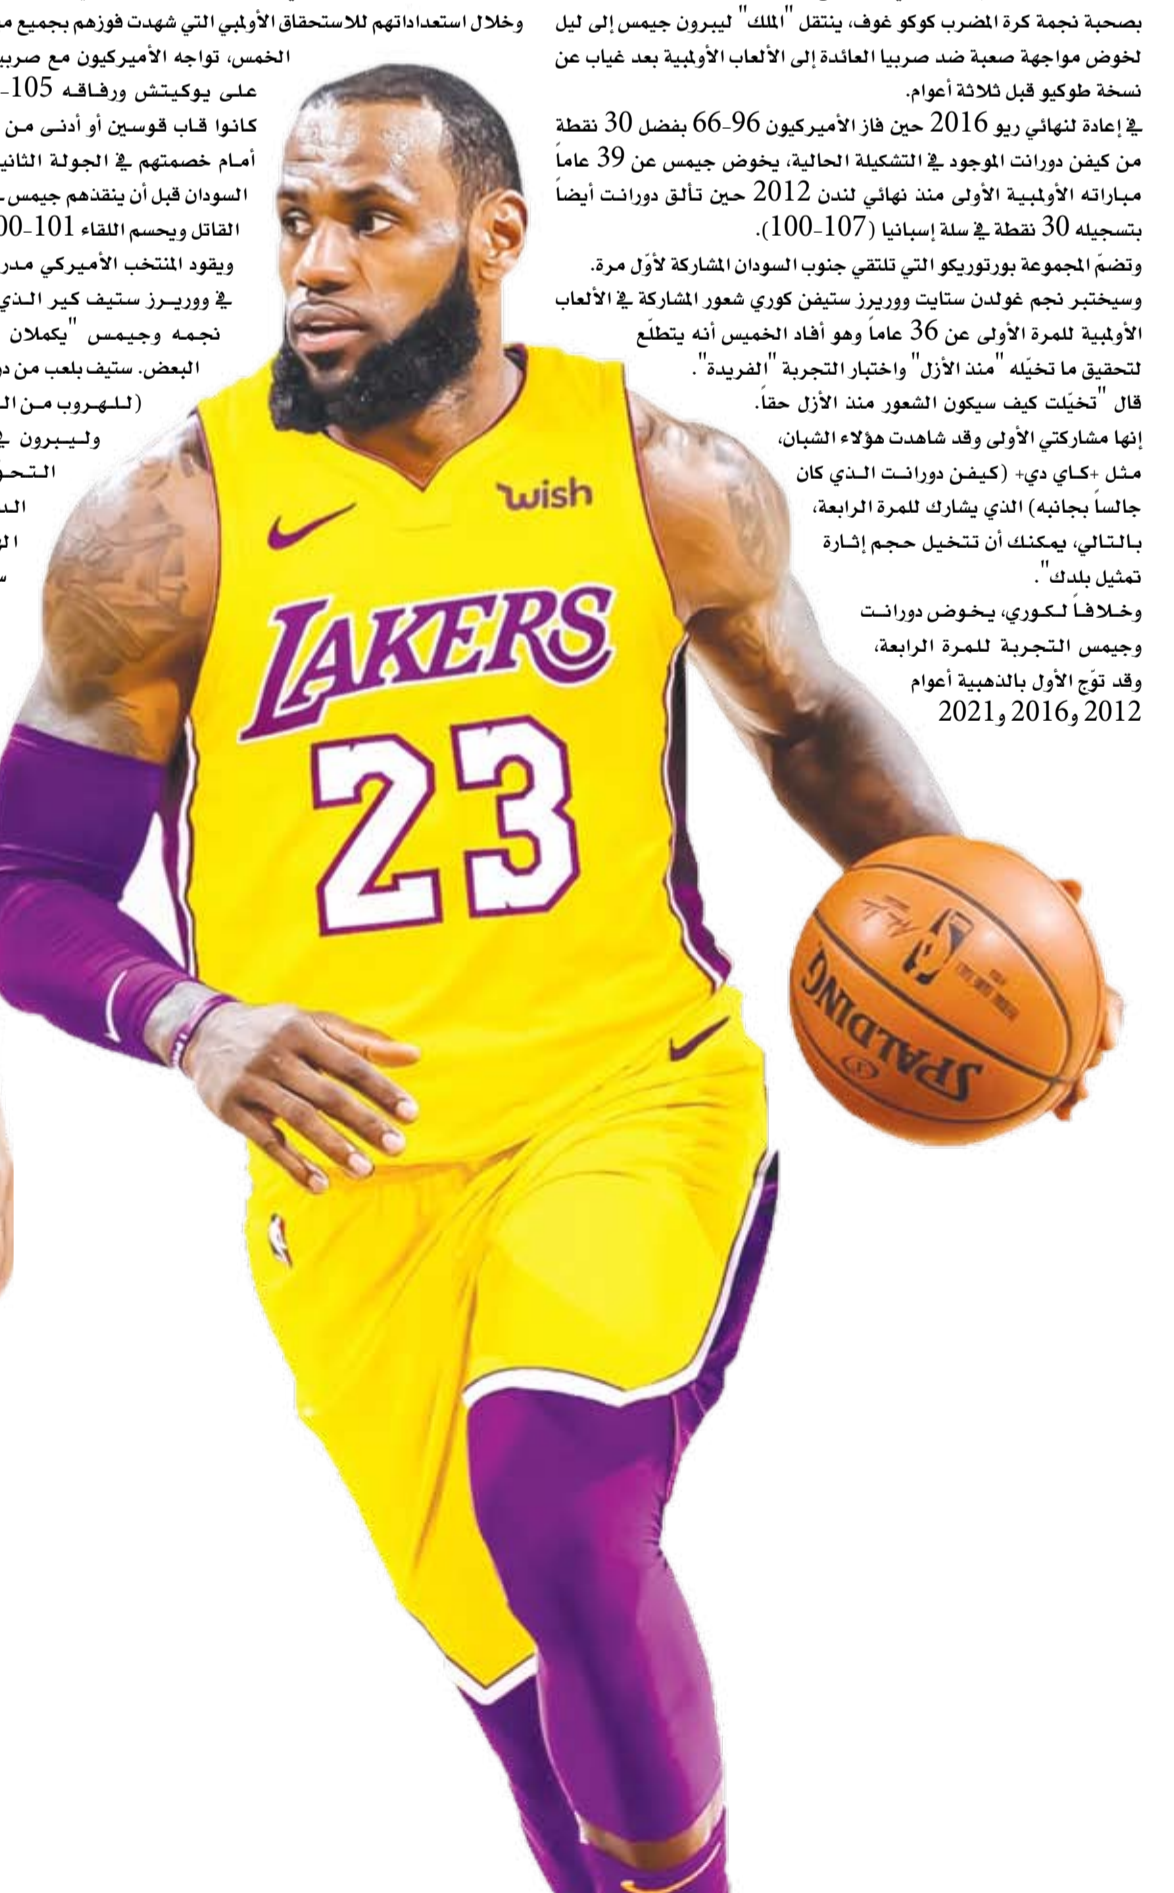 بصحبة نجمة كرة المضرب كوكو غوف، ينتقل "الملك" ليبرون جيمس إلى ليل
لخوض مواجهة صعبة ضد صربيا العائدة إلى الألعاب الأولمبية بعد غياب عن
نسخة طوكيو قبل ثلاثة أعوام.
في إعادة لنهائي ريو 2016 حين فاز الأميركيون 96-66 بفضل 30 نقطة
من كيفن دورانت الموجود في التشكيلة الحالية، يخوض جيمس عن 39 عاماً
مباراته الأولمبية الأولى منذ نهائي لندن 2012 حين تألق دورانت أيضاً
بتسجيله 30 نقطة في سلة إسبانيا (107-100).
وتضمّ المجموعة بورتوريكو التي تلتقي جنوب السودان المشاركة لأوّل مرة.
وسيختبر نجم غولدن ستايت ووريرز ستيفن كوري شعور المشاركة في الألعاب
الأولمبية للمرة الأولى عن 36 عاماً وهو أفاد الخميس أنه يتطلّع
لتحقيق ما تخيّله "منذ الأزل" واختبار التجربة "الفريدة".
قال "تخيّلت كيف سيكون الشعور منذ الأزل حقاً.
إنها مشاركتي الأولى وقد شاهدت هؤلاء الشبان،
مثل +كاي دي+ (كيفن دورانت الذي كان
جالساً بجانبه) الذي يشارك للمرة الرابعة،
بالتالي، يمكنك أن تتخيل حجم إثارة
تمثيل بلدك".
وخلافاً لكوري، يخوض دورانت
وجيمس التجربة للمرة الرابعة،
وقد توّج الأول بالذهبية أعوام
2012 و2016 و2021
وخلال استعداداتهم للاستحقاق الأولمبي التي شهدت فوزهم بجميع
الخمس، تواجه الأميركيون مع
على يوكيتش ورفاقه 105-
كانوا قاب قوسين أو أدنى من
أمام خصمتهم في الجولة
السودان قبل أن ينقذهم جيمس
القاتل ويحسم اللقاء 101-
ويقود المنتخب الأميركي
في ووريرز ستيف كير الذي
نجمه وجيمس "يكملان
البعض. ستيف يلعب من
(للهروب من
وليبرون
wish
LAKERS
23
SPALDING